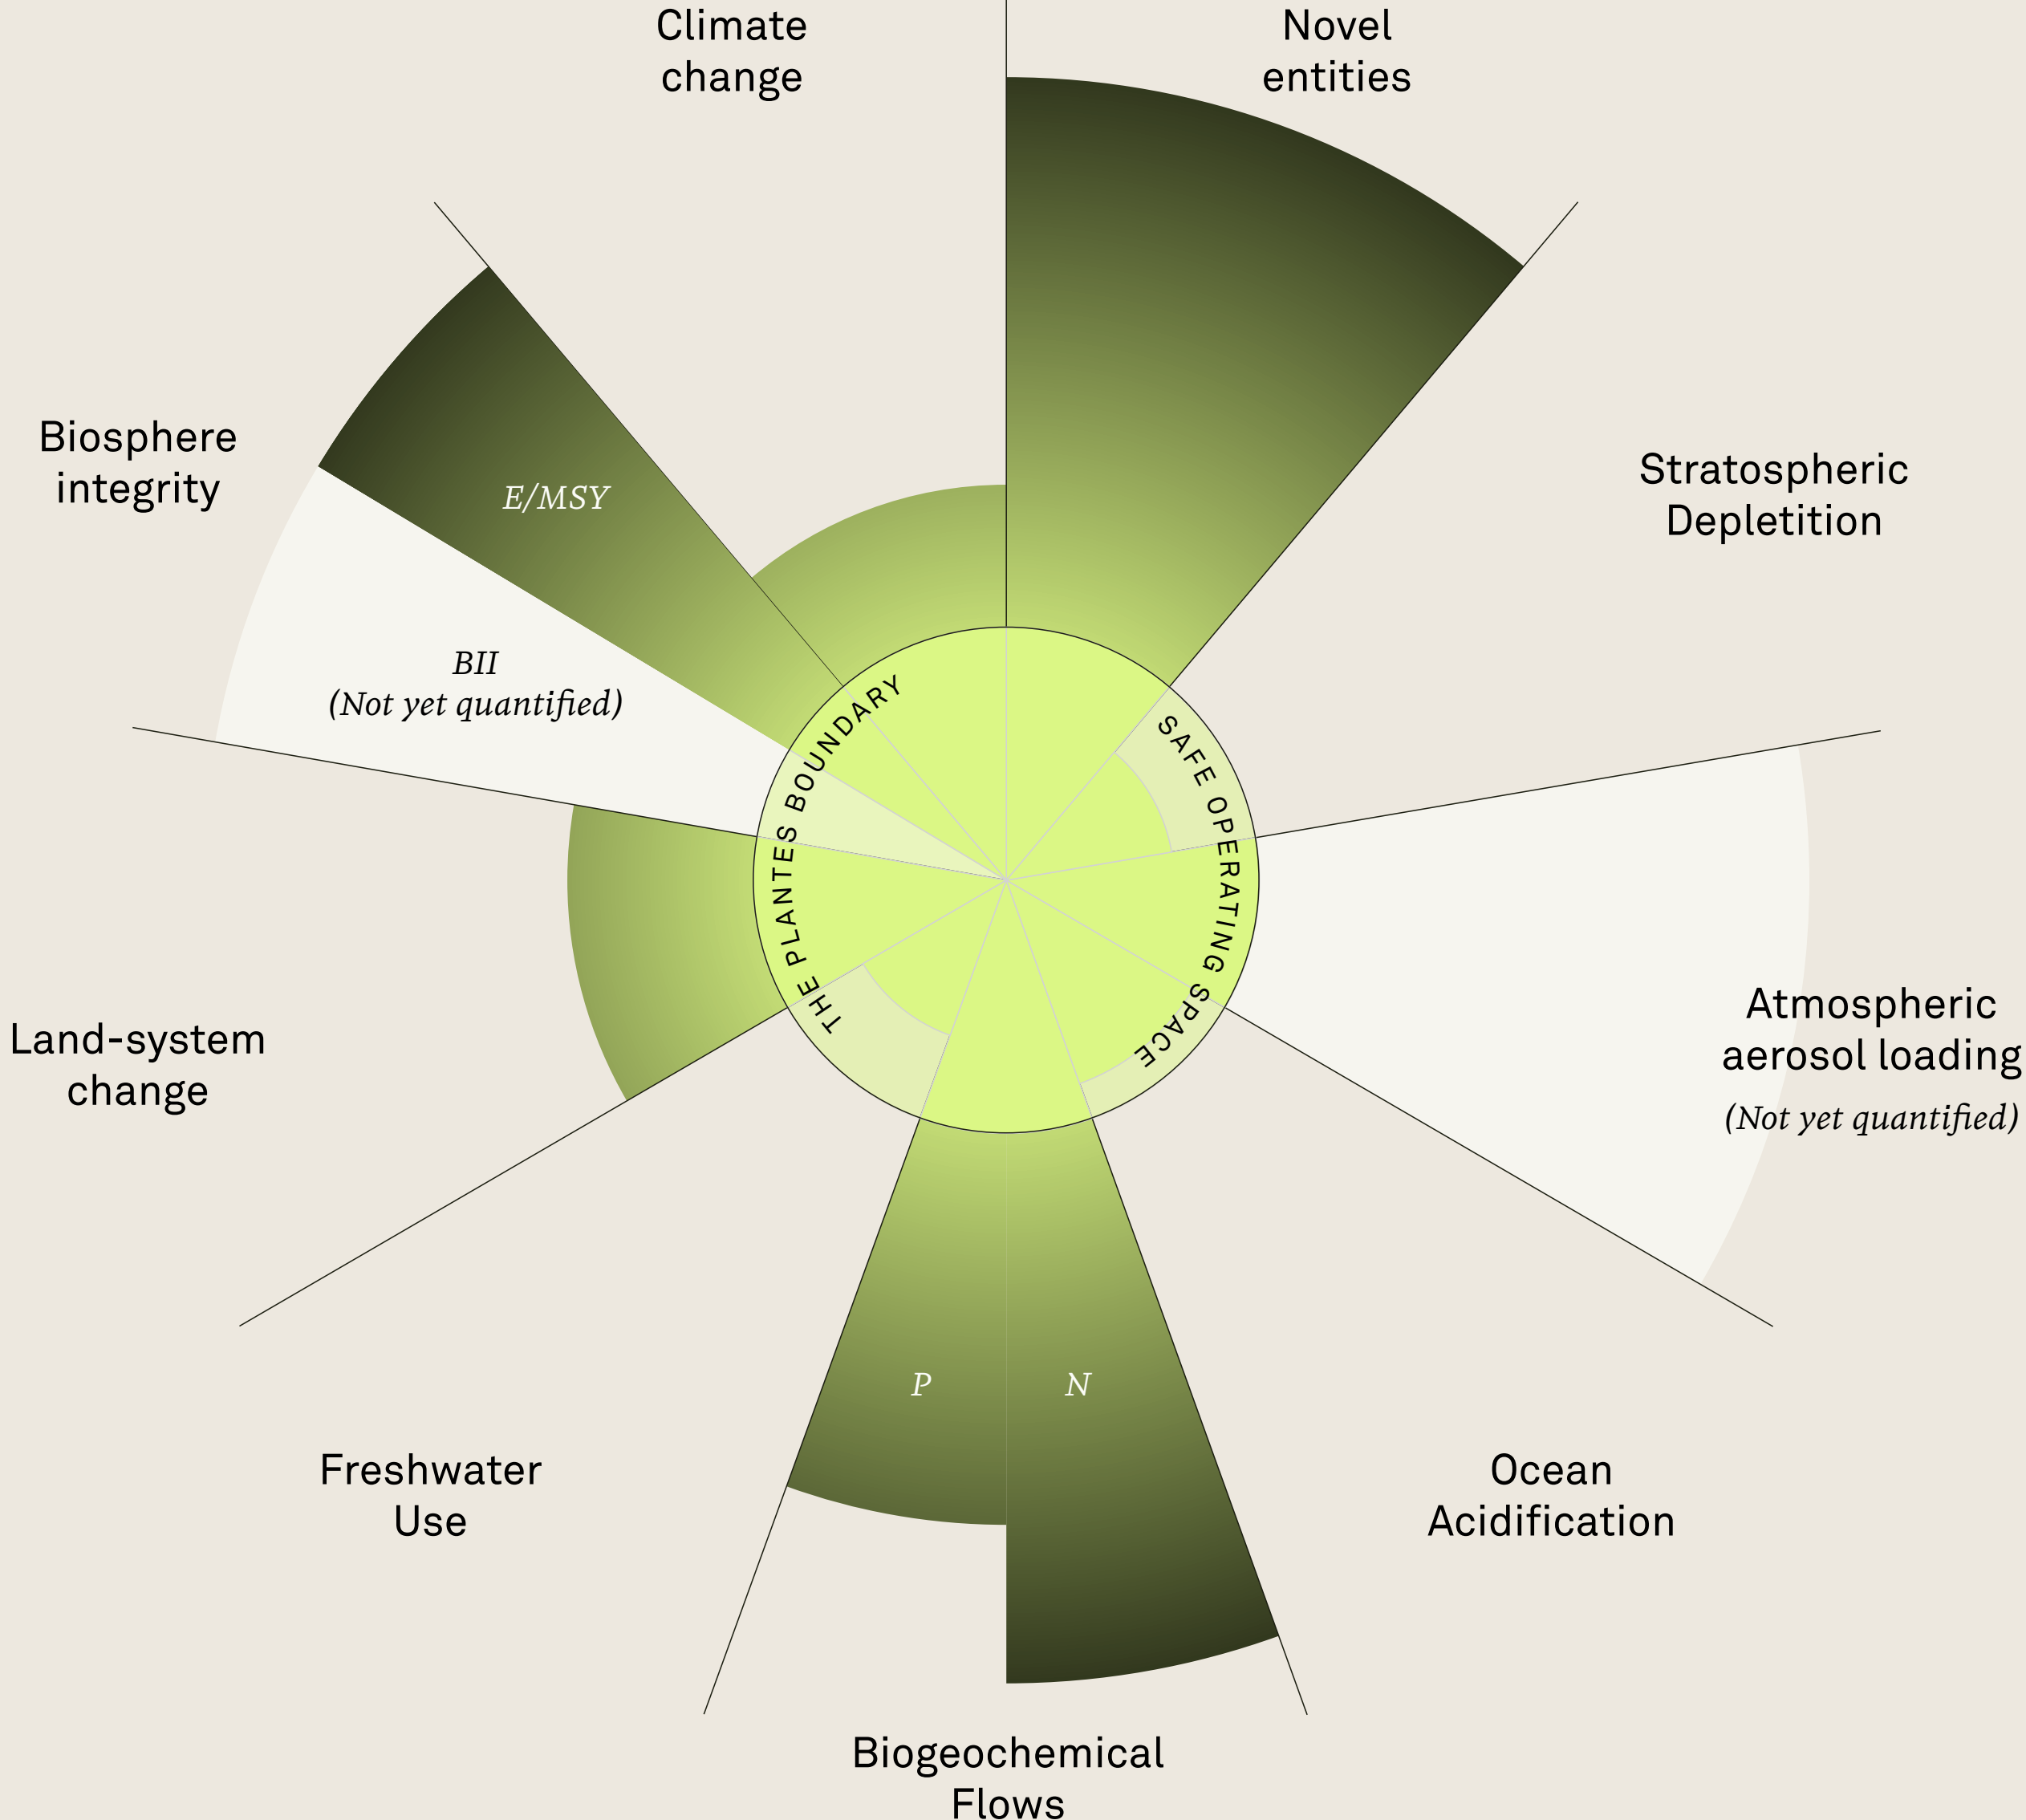 Climate
change
Novel
entities
Stratospheric
Depletition
Biosphere
integrity
E/MSY
BII
(Not yet quantified)
THE PLANTES BOUNDARY
SAFE OPERATING SPACE
Atmospheric
aerosol loading
(Not yet quantified)
Land-system
change
P
N
Freshwater
Use
Ocean
Acidification
Biogeochemical
Flows